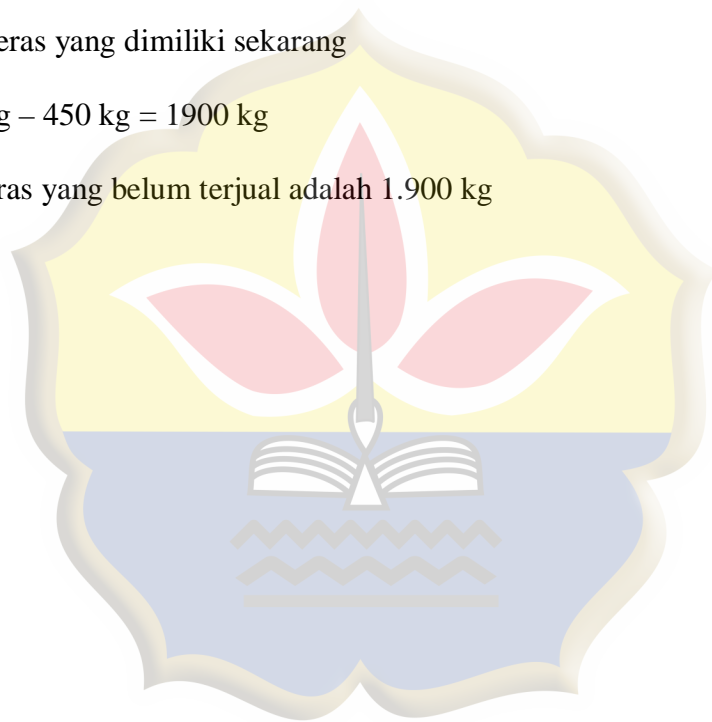 eras yang dimiliki sekarang
g – 450 kg = 1900 kg
ras yang belum terjual adalah 1.900 kg